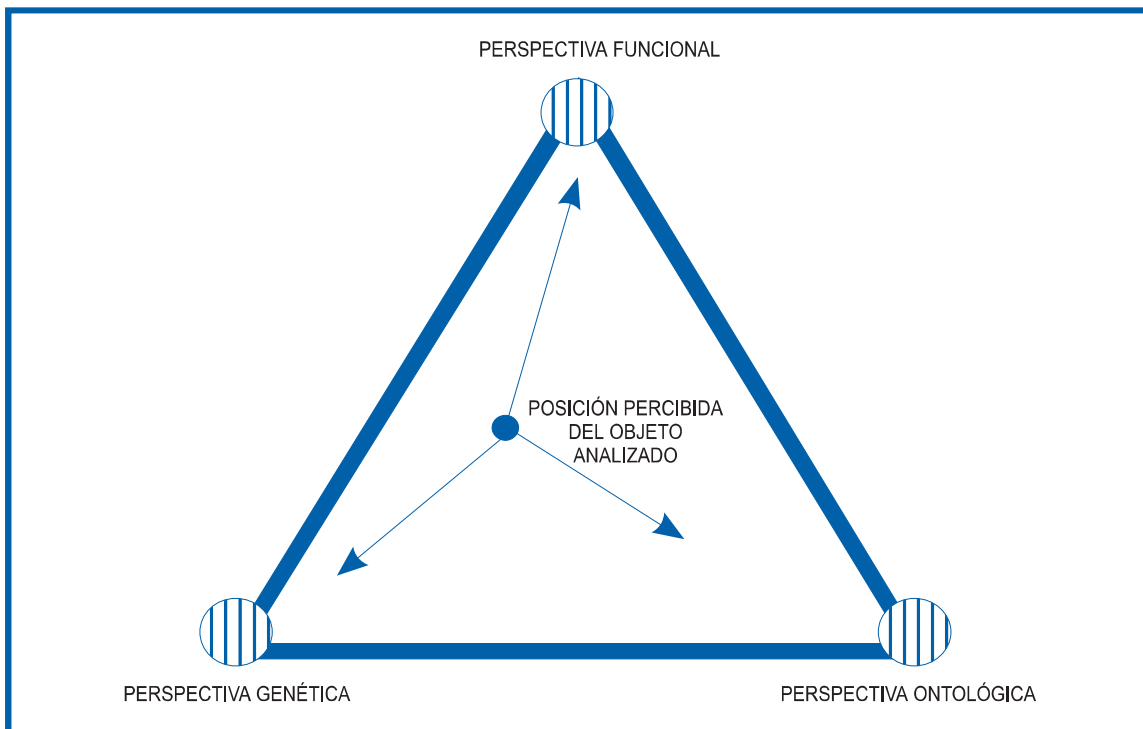 PERSPECTIVA FUNCIONAL
POSICIÓN PERCIBIDA
DEL OBJETO
ANALIZADO
PERSPECTIVA GENÉTICA
PERSPECTIVA ONTOLÓGICA